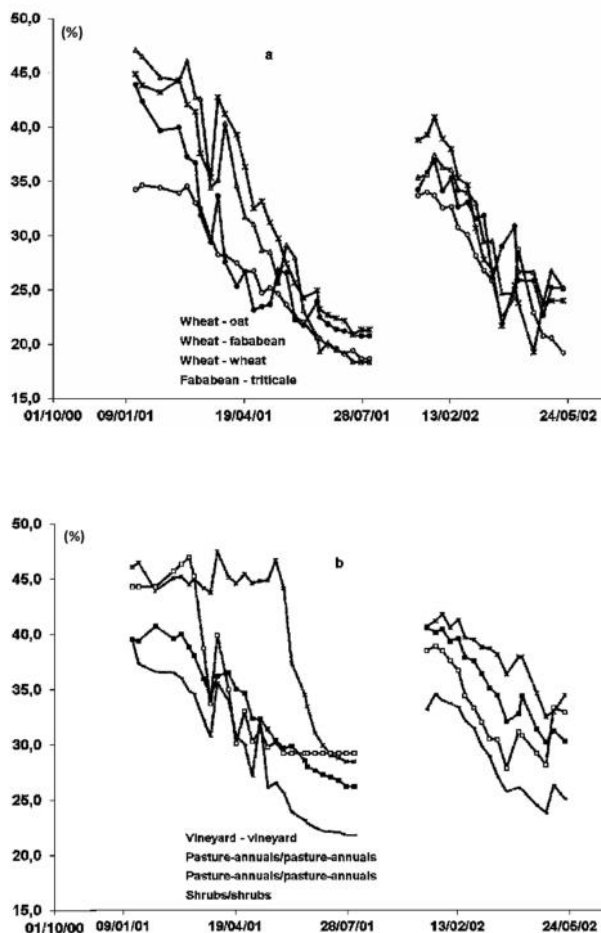 50,0
(%)
a
45,0
40,0
35,0
30,0
25,0
20,0
Wheat - oat
Wheat - fababean
Wheat - wheat
Fababean - triticale
15,0
01/10/00 09/01/01 19/04/01 28/07/01 13/02/02 24/05/02
50,0
(%)
b
45,0
40,0
35,0
30,0
25,0
20,0
Vineyard - vineyard
Pasture-annuals/pasture-annuals
Pasture-annuals/pasture-annuals
Shrubs/shrubs
15,0
01/10/00 09/01/01 19/04/01 28/07/01 13/02/02 24/05/02